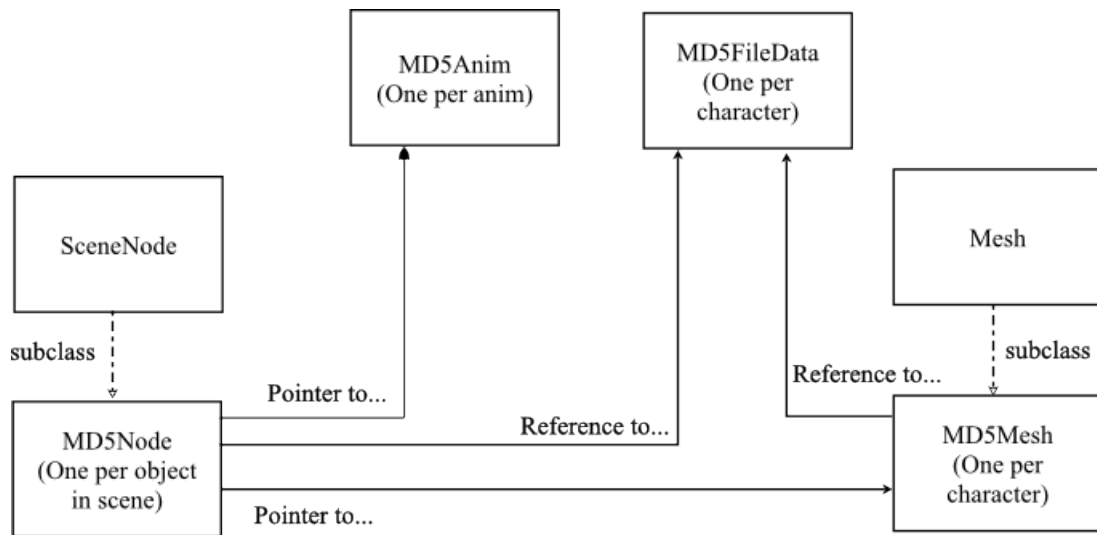 MD5Anim
(One per anim)
MD5FileData
(One per
character)
SceneNode
Mesh
subclass
subclass
Pointer to...
Reference to...
Reference to...
MD5Node
(One per object
in scene)
MD5Mesh
(One per
character)
Pointer to...